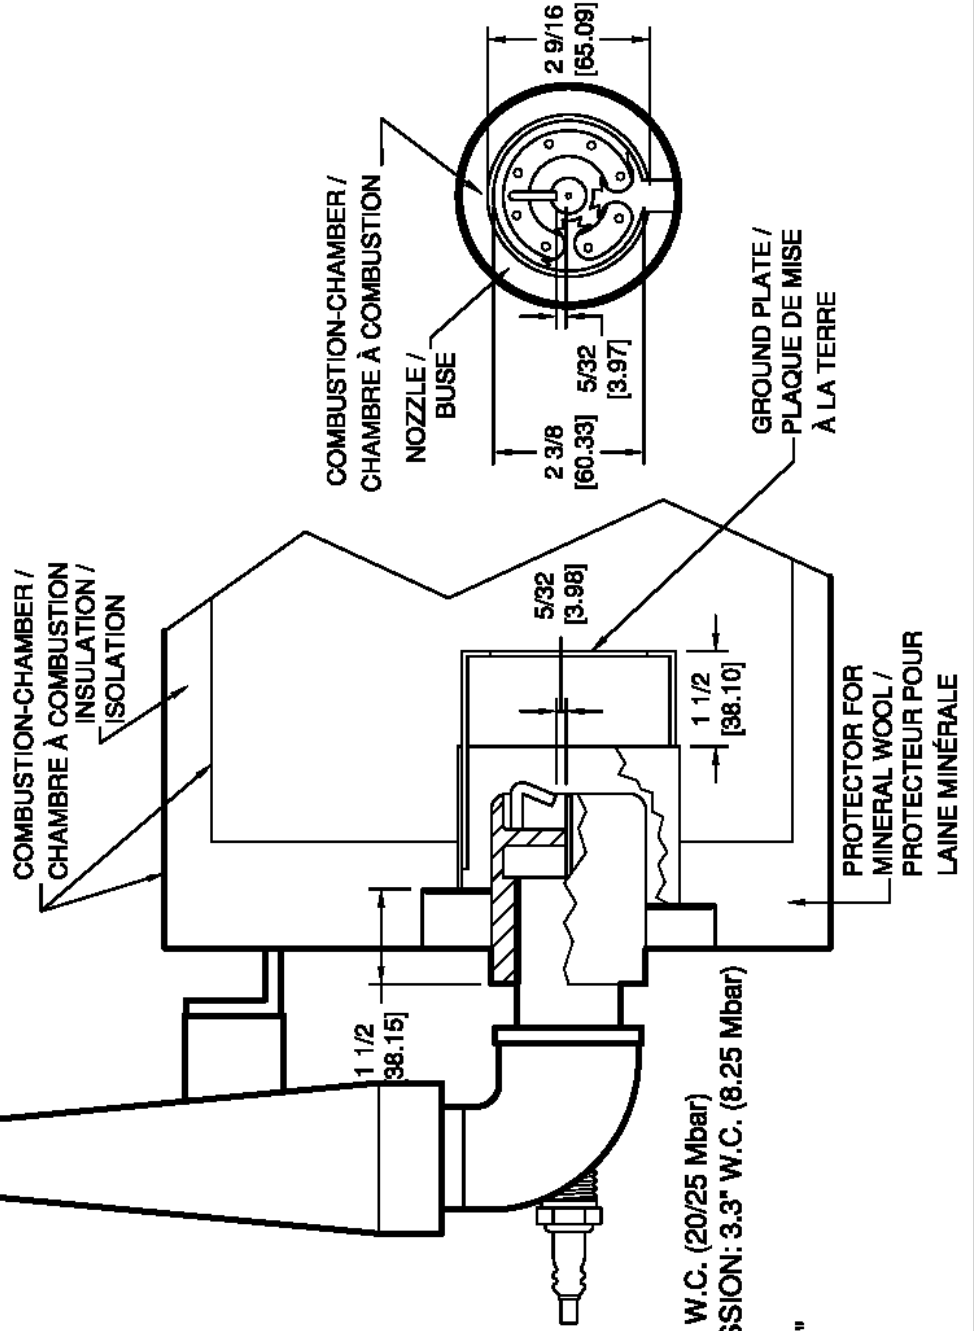 COMBUSTION-CHAMBER /
CHAMBRE À COMBUSTION
INSULATION /
ISOLATION
COMBUSTION-CHAMBER /
CHAMBRE À COMBUSTION
NOZZLE /
BUSE
2 9/16
[65.09]
5/32
[3.97]
2 3/8
[60.33]
GROUND PLATE /
PLAQUE DE MISE
À LA TERRE
5/32
[3.98]
1 1/2
[38.10]
1 1/2
38.15]
PROTECTOR FOR
MINERAL WOOL /
PROTECTEUR POUR
LAINE MINÉRALE
W.C. (20/25 Mbar)
SSION: 3.3" W.C. (8.25 Mbar)
"